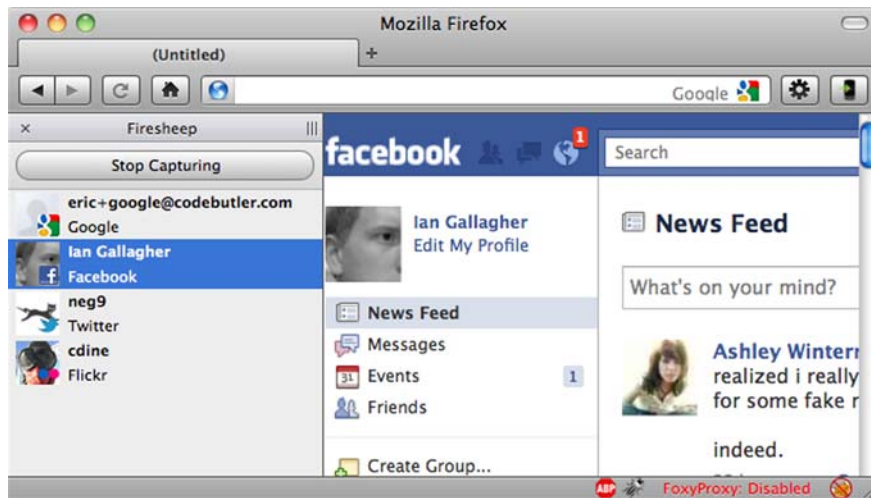 Mozilla Firefox
(Untitled)
+
Google
× Firesheep
Stop Capturing
eric+google@codebutler.com
Google
Ian Gallagher
Facebook
neg9
Twitter
cdine
Flickr
facebook
1
Search
Ian Gallagher
Edit My Profile
News Feed
Messages
31 Events 1
Friends
Create Group...
News Feed
What's on your mind?
Ashley
realized i really
for some fake
indeed.
ABP FoxyProxy: Disabled